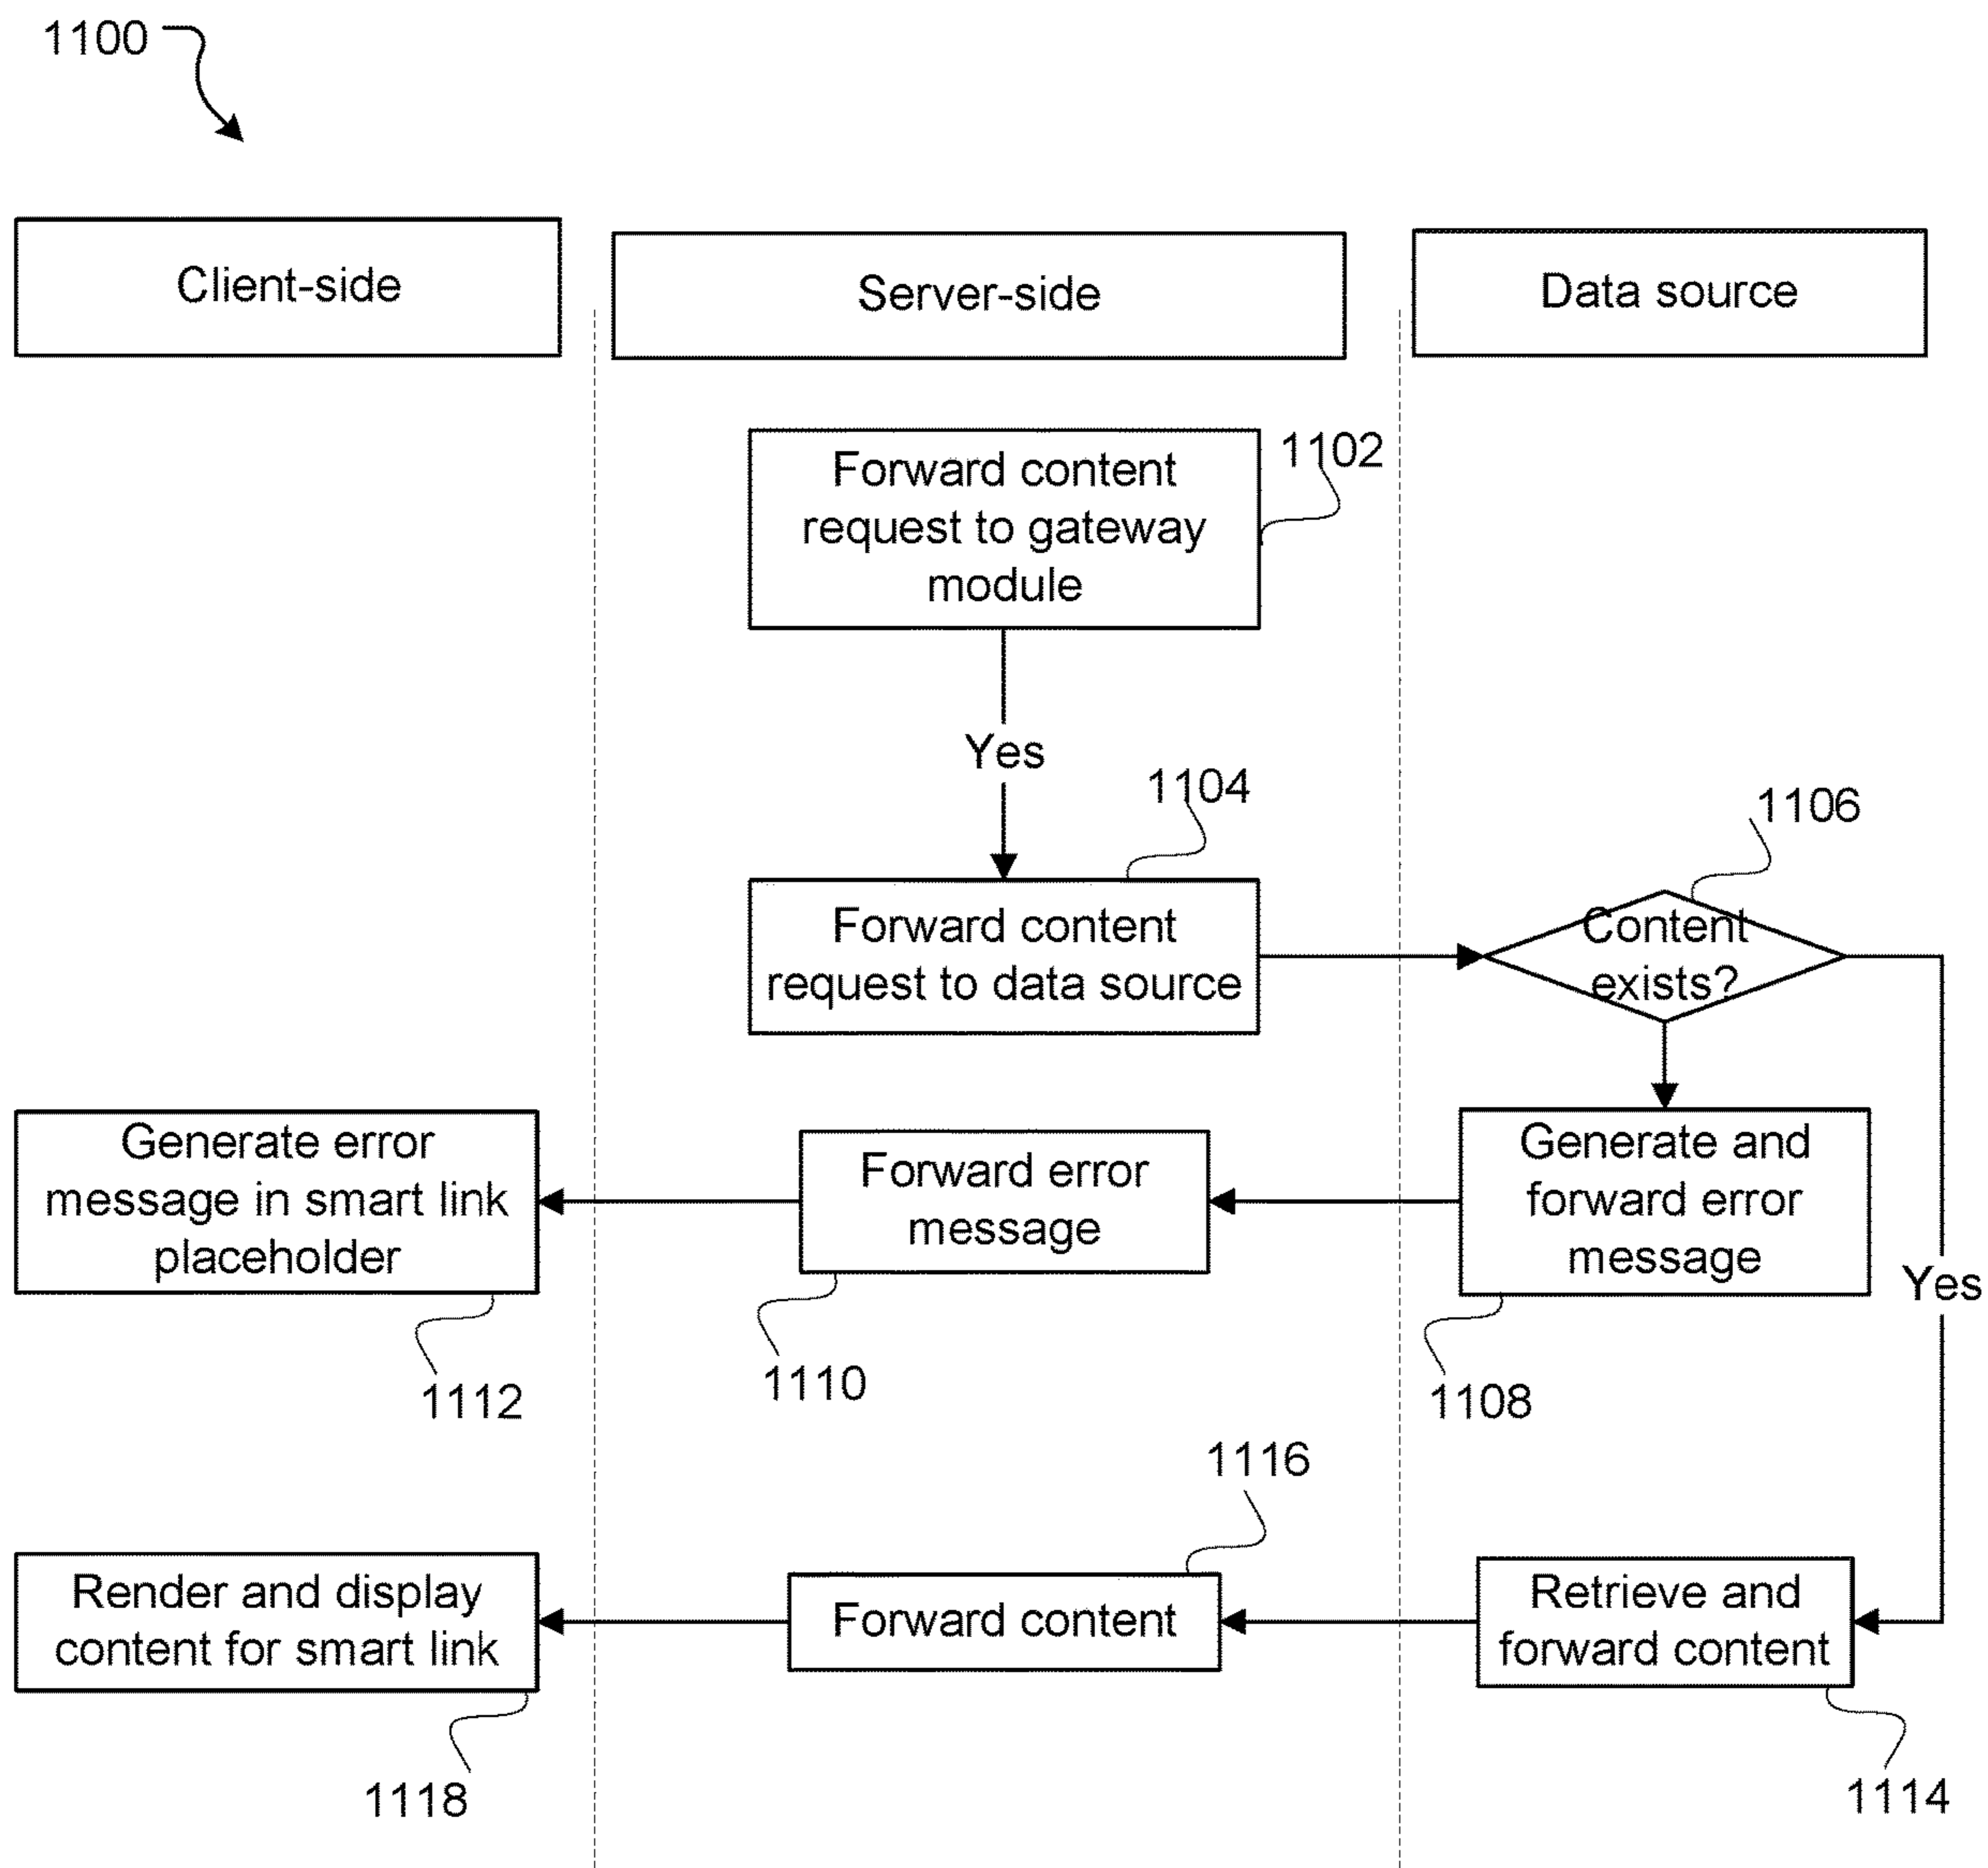 1100
Client-side
Server-side
Data source
Forward content
request to gateway
module
1102
Yes
1104
Forward content
request to data source
1106
Content
exists?
Generate error
message in smart link
placeholder
Forward error
message
Generate and
forward error
message
Yes
1112
1110
1108
1116
Render and display
content for smart link
Forward content
Retrieve and
forward content
1118
1114